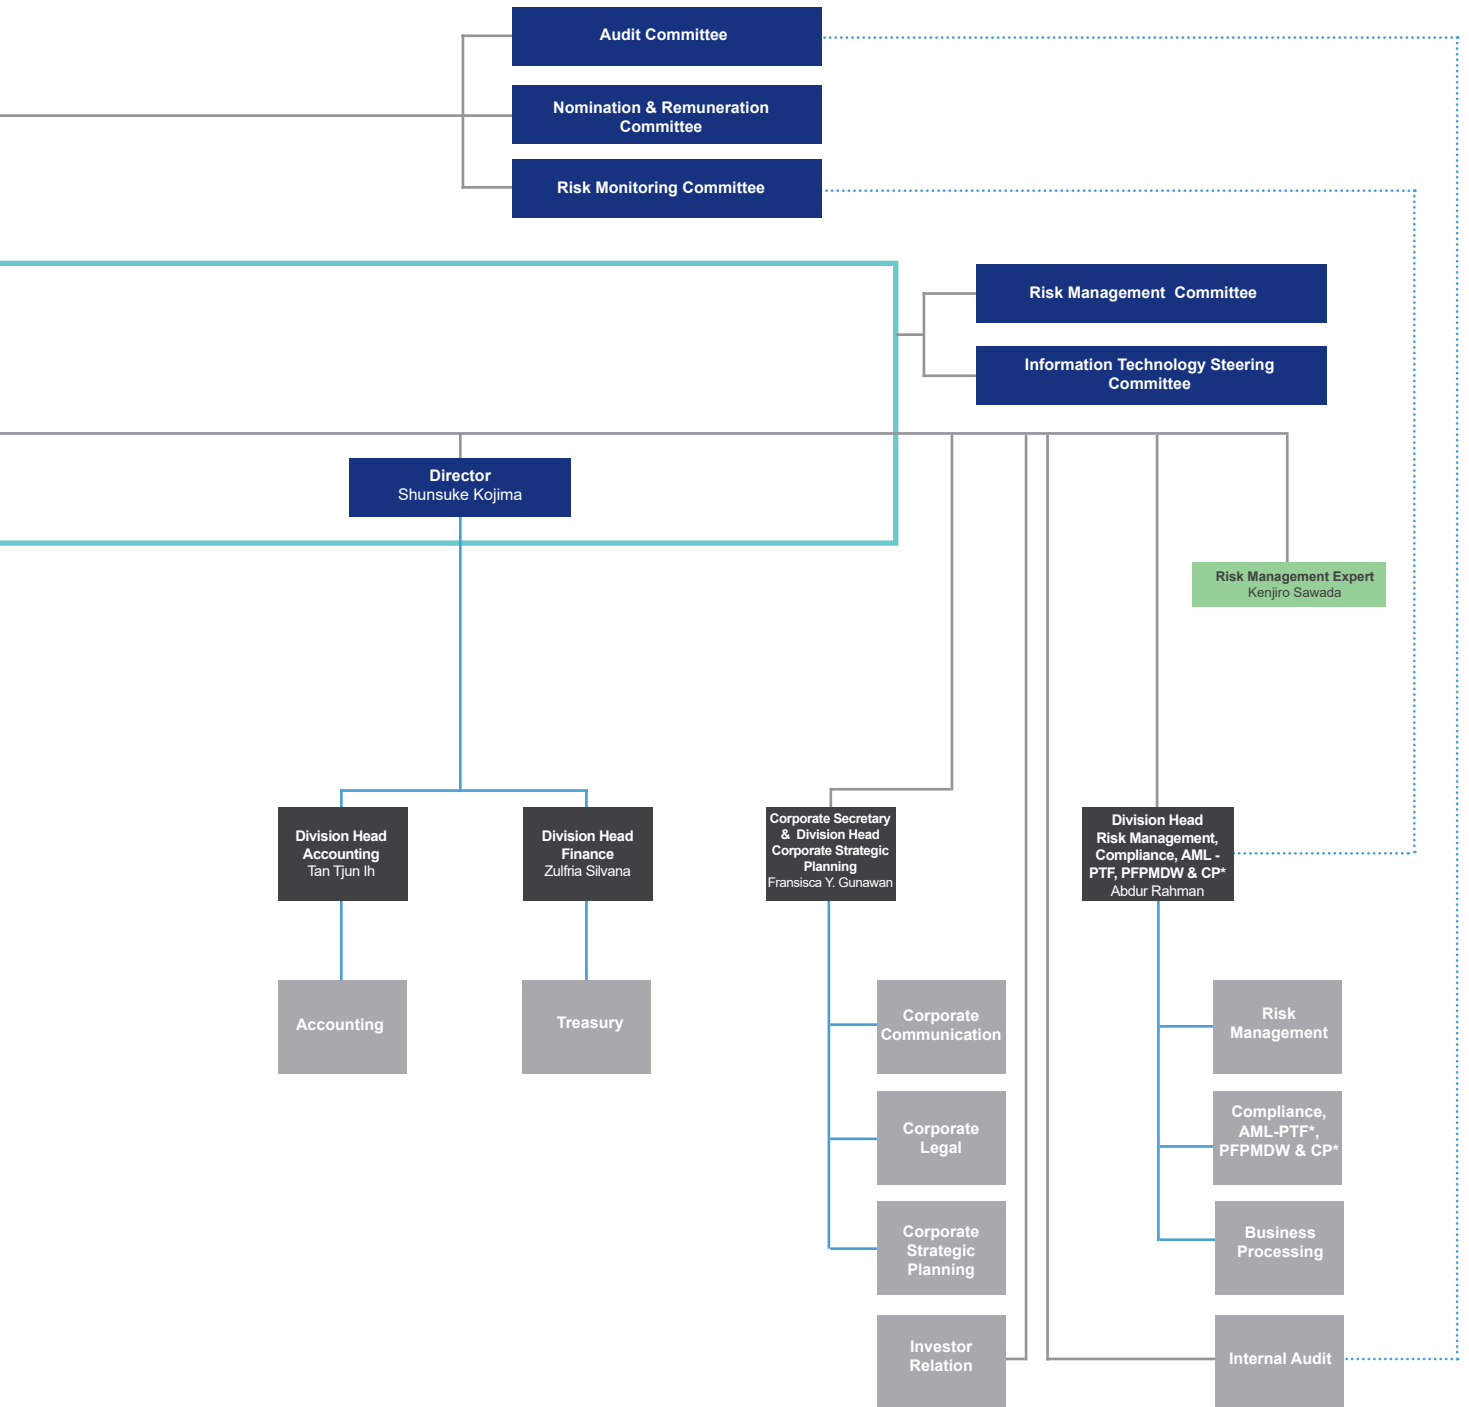 Audit Committee
Nomination & Remuneration
Committee
Risk Monitoring Committee
Risk Management Committee
Information Technology Steering
Committee
Director
Shunsuke Kojima
Risk Management Expert
Kenjiro Sawada
Division Head
Accounting
Tan Tjun Ih
Division Head
Finance
Zulfria Silvana
Corporate Secretary
& Division Head
Corporate Strategic
Planning
Fransisca Y. Gunawan
Division Head
Risk Management,
Compliance, AML -
PTF, PFPMDW & CP*
Abdur Rahman
Accounting
Treasury
Corporate
Communication
Risk
Management
Corporate
Legal
Compliance,
AML-PTF*,
PFPMDW & CP*
Corporate
Strategic
Planning
Business
Processing
Investor
Relation
Internal Audit